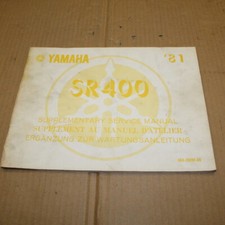 YAMAHA '81
SR400
SUPPLEMENTARY SERVICE MANUAL
SUPPLEMENT AU MANUEL D'ATELIER
ERGÄNZUNG ZUR WARTUNGSANLEITUNG